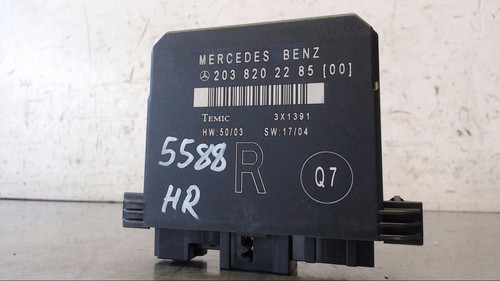 MERCEDES BENZ
203 820 22 85 [00]
TEMIC 3X1391
HW:50/03 SW:17/04
5588 R Q7
HR